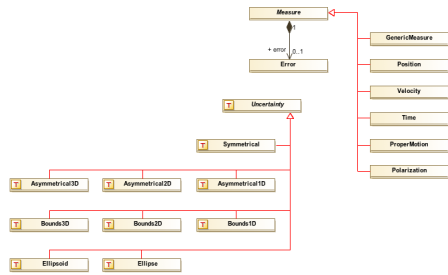 Measure
1
GenericMeasure
+ error
0..1
Error
Position
Velocity
T Uncertainty
Time
T Symmetrical
ProperMotion
Polarization
T Asymmetrical3D
T Asymmetrical2D
T Asymmetrical1D
T Bounds3D
T Bounds2D
T Bounds1D
T Ellipsoid
T Ellipse